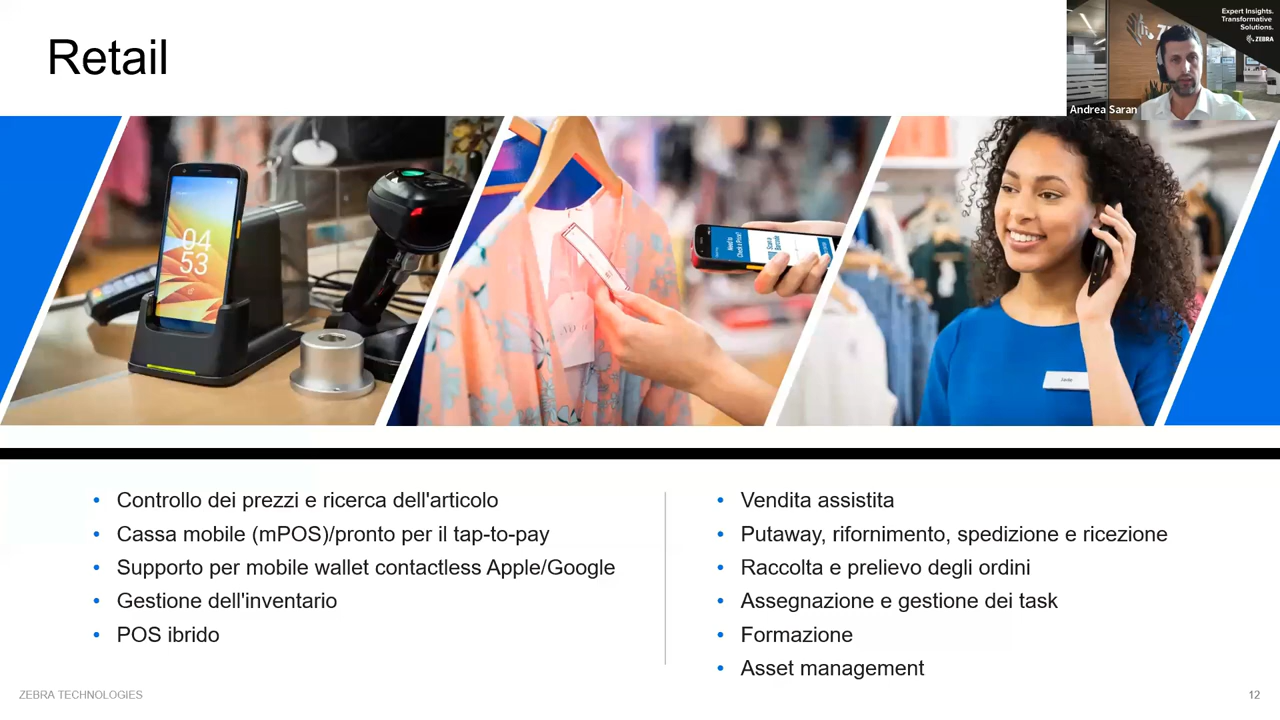 Retail
Expert Insights.
Transformative
Solutions.
ZEBRA
Andrea Saran
04
53
Controllo dei prezzi e ricerca dell'articolo
Cassa mobile (mPOS)/pronto per il tap-to-pay
Supporto per mobile wallet contactless Apple/Google
Gestione dell'inventario
POS ibrido
Vendita assistita
Putaway, rifornimento, spedizione e ricezione
Raccolta e prelievo degli ordini
Assegnazione e gestione dei task
Formazione
Asset management
ZEBRA TECHNOLOGIES
12